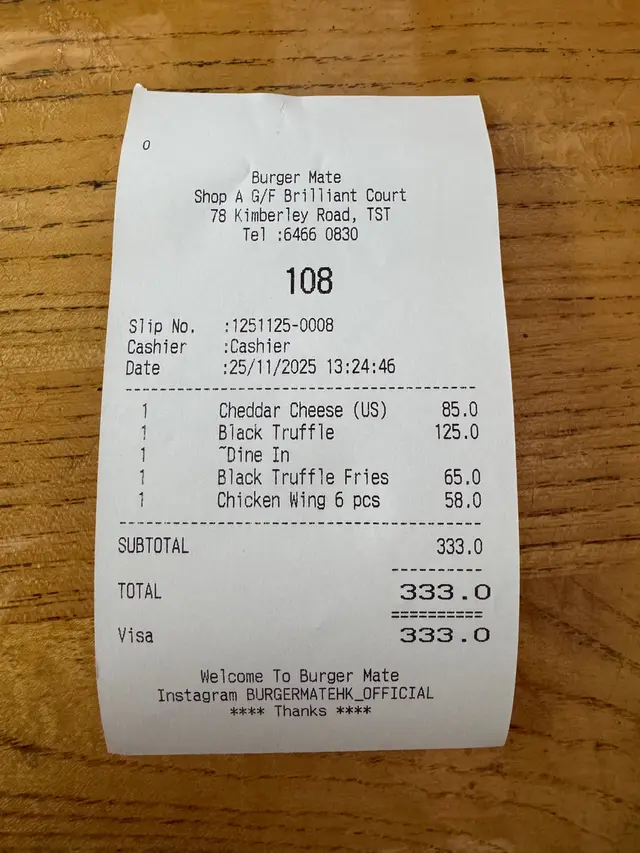 0
Burger Mate
Shop A G/F Brilliant Court
78 Kimberley Road, TST
Tel :6466 0830
108
Slip No. :1251125-0008
Cashier :Cashier
Date :25/11/2025 13:24:46
1 Cheddar Cheese (US) 85.0
1 Black Truffle 125.0
1 ~Dine In
1 Black Truffle Fries 65.0
1 Chicken Wing 6 pcs 58.0
SUBTOTAL 333.0
TOTAL 333.0
Visa 333.0
Welcome To Burger Mate
Instagram BURGERMATEHK_OFFICIAL
**** Thanks ****